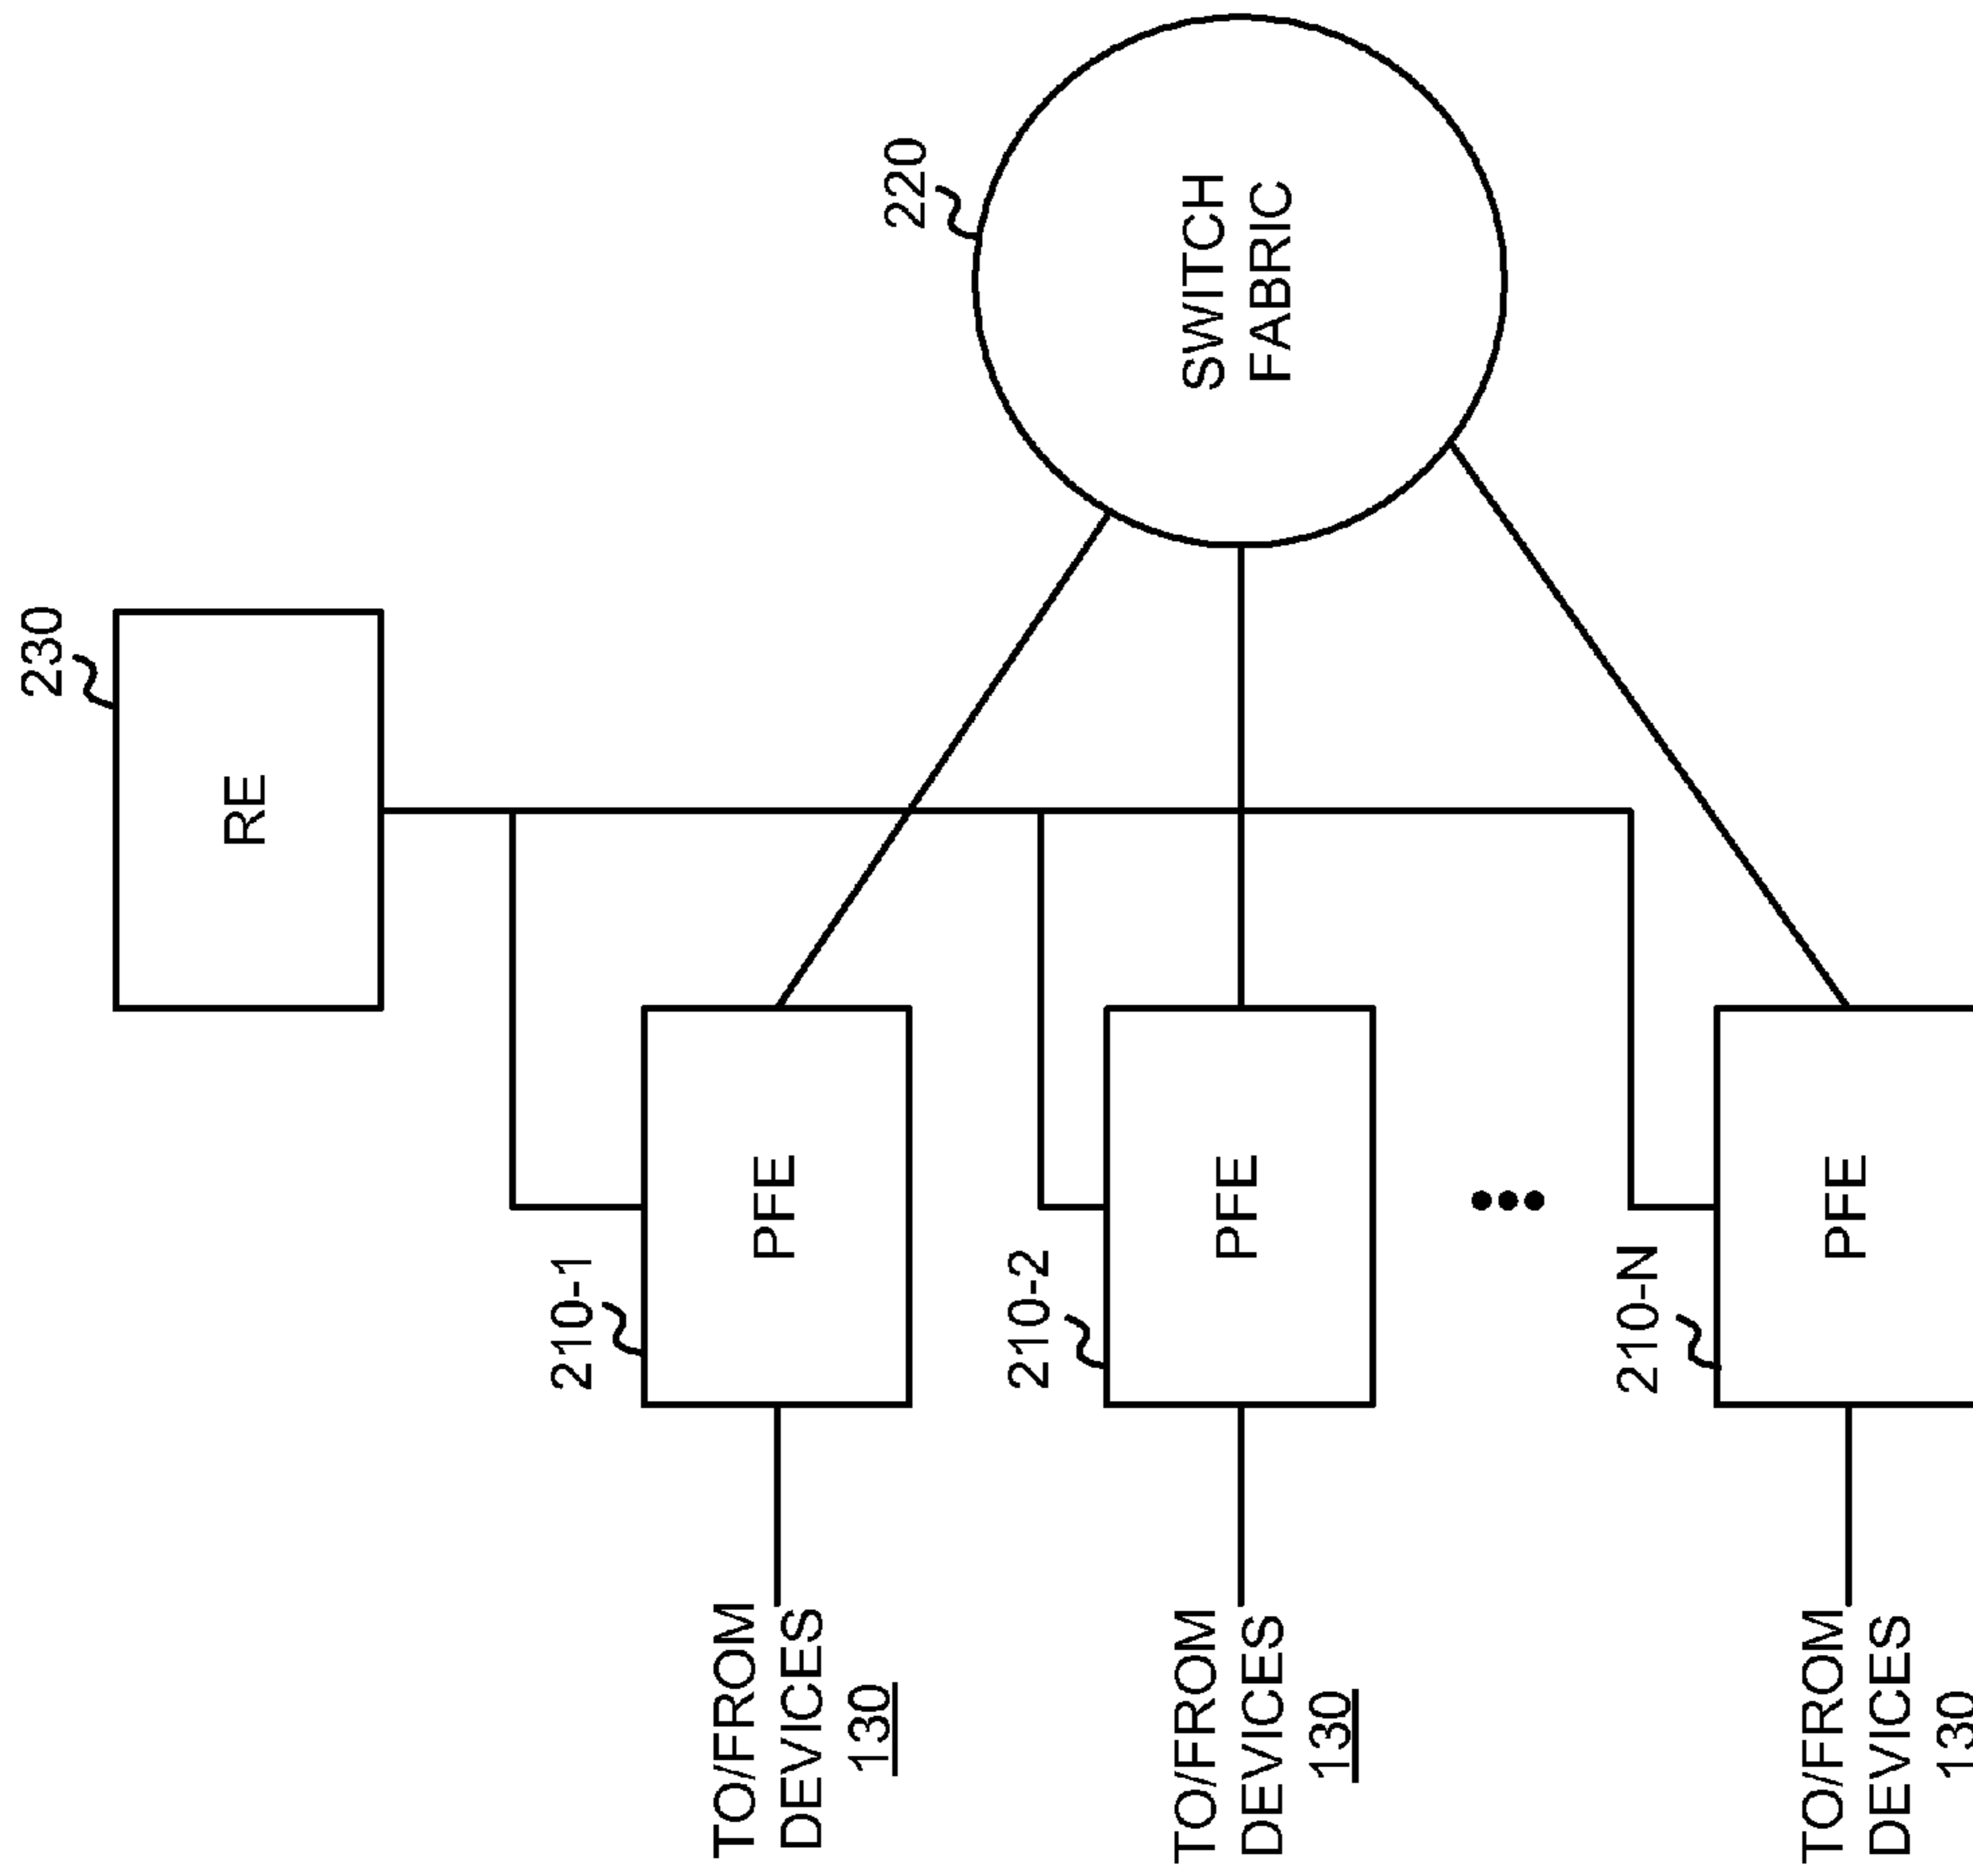 230
RE
210-1
PFE
TO/FROM
DEVICES
130
220
SWITCH
FABRIC
210-2
PFE
TO/FROM
DEVICES
130
210-N
PFE
TO/FROM
DEVICES
130